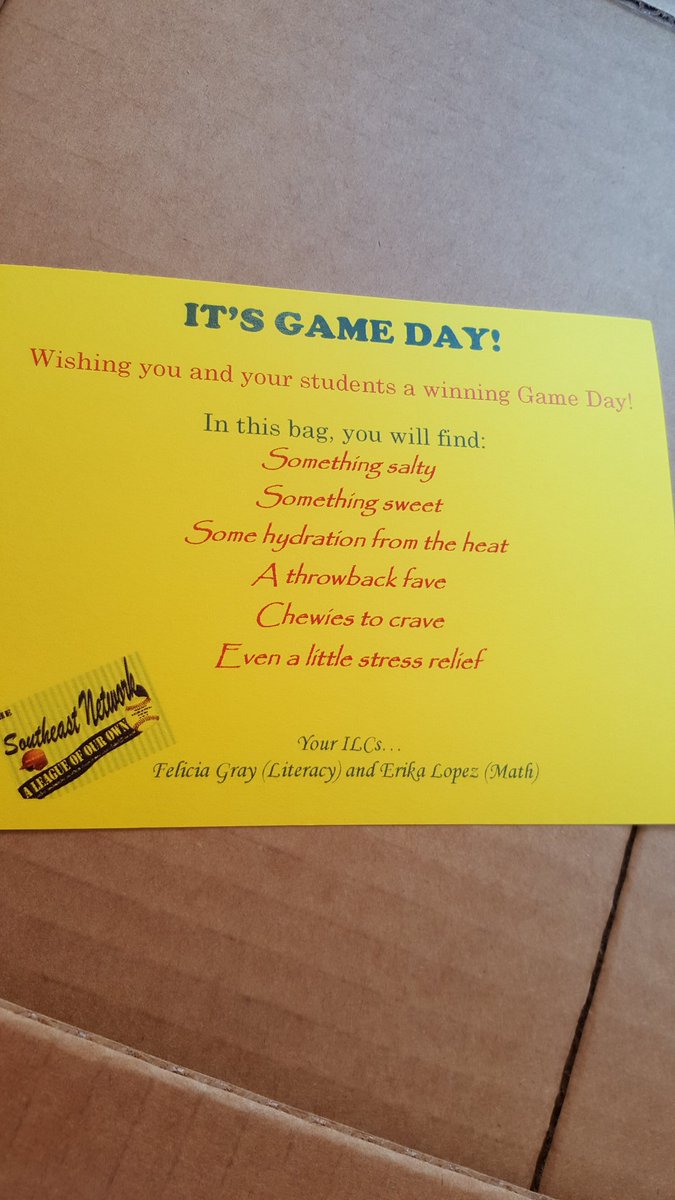 IT'S GAME DAY!
Wishing you and your students a winning Game Day!
In this bag, you will find:
Something salty
Something sweet
Some hydration from the heat
A throwback fave
Chewies to crave
Even a little stress relief
THE
Southeast Network
A LEAGUE OF OUR OWN
Your ILCs...
Felicia Gray (Literacy) and Erika Lopez (Math)